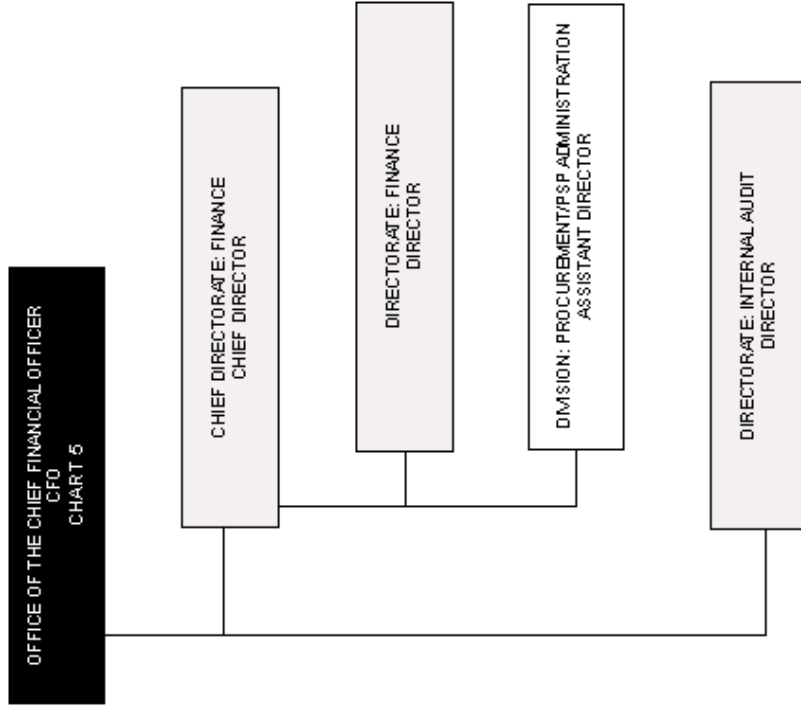 OFFICE OF THE CHIEF FINANCIAL OFFICER
CFO
CHART 5
CHIEF DIRECTORATE: FINANCE
CHIEF DIRECTOR
DIRECTORATE: FINANCE
DIRECTOR
DIVISION: PROCUREMENT/PSP ADMINISTRATION
ASSISTANT DIRECTOR
DIRECTORATE: INTERNAL AUDIT
DIRECTOR